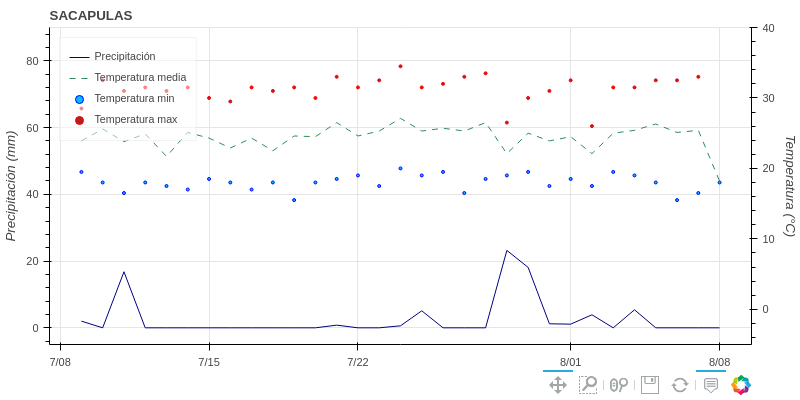 SACAPULAS
Precipitación
Temperatura media
Temperatura min
Temperatura max
Precipitación (mm)
80
60
40
20
0
Temperatura (°C)
40
30
20
10
0
7/08
7/15
7/22
8/01
8/08